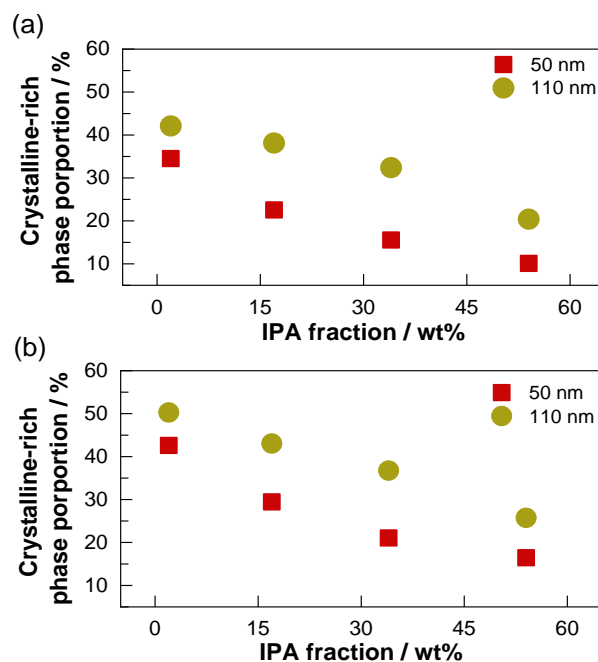 (a)
Crystalline-rich
phase porportion / %
60
50
40
30
20
10
50 nm
110 nm
0
15
30
45
60
IPA fraction / wt%
(b)
Crystalline-rich
phase porportion / %
60
50
40
30
20
10
50 nm
110 nm
0
15
30
45
60
IPA fraction / wt%